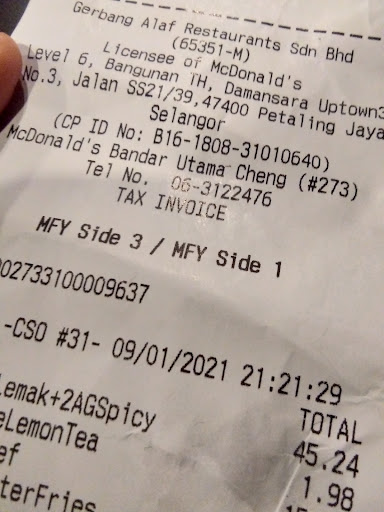 Gerbang Alaf Restaurants Sdn Bhd
(65351-M)
Licensee of McDonald's
Level 6, Bangunan TH, Damansara Uptown3
No.3, Jalan SS21/39,47400 Petaling Jaya
Selangor
(CP ID No: B16-1808-31010640)
McDonald's Bandar Utama Cheng (#273)
Tel No. 06-3122476
TAX INVOICE
MFY Side 3 / MFY Side 1
02733100009637
-CSO #31- 09/01/2021 21:21:29
TOTAL
Lemak+2AGSpicy 45.24
eLemonTea 1.98
ef
terFries